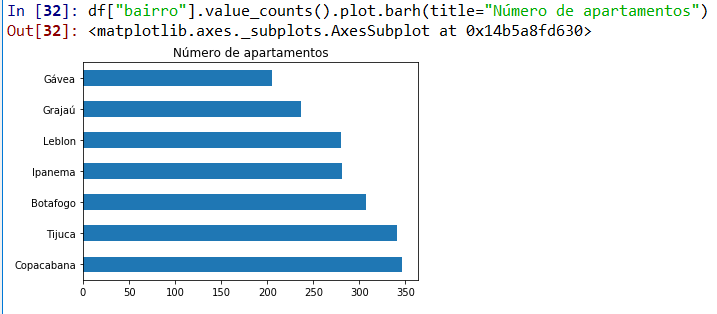 In [32]: df["bairro"].value_counts().plot.barh(title="Número de apartamentos")
Out[32]: <matplotlib.axes._subplots.AxesSubplot at 0x14b5a8fd630>
Número de apartamentos
Gávea
Grajaú
Leblon
Ipanema
Botafogo
Tijuca
Copacabana
0 50 100 150 200 250 300 350